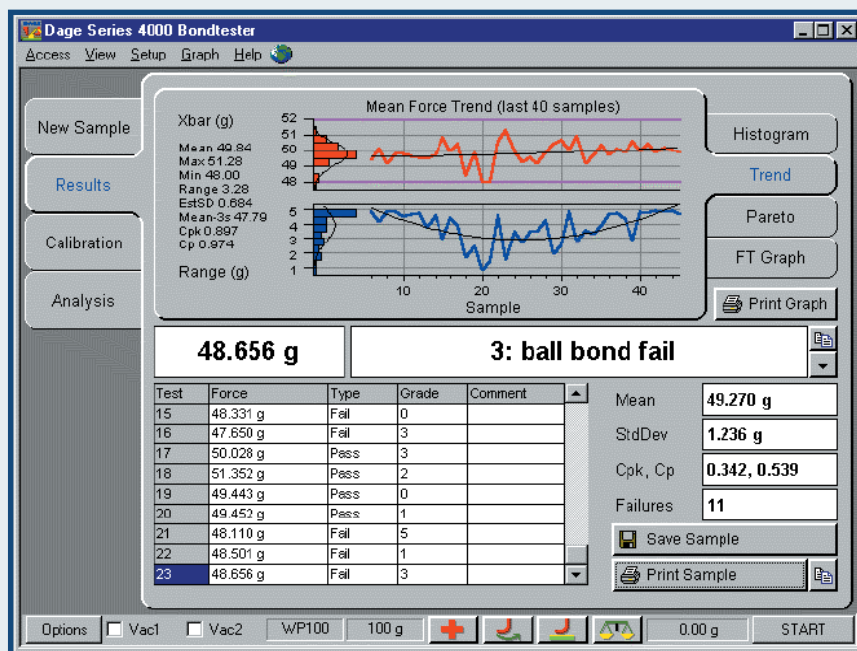 Dage Series 4000 Bondtester
Access View Setup Graph Help
New Sample
Results
Calibration
Analysis
Xbar (g)
Mean 49.84
Max 51.28
Min 48.00
Range 3.28
EstSD 0.684
Mean-3s 47.79
Cpk 0.897
Cp 0.974
Range (g)
Mean Force Trend (last 40 samples)
52
51
50
49
48
5
4
3
2
1
10 20 30 40
Sample
Histogram
Trend
Pareto
FT Graph
Print Graph
48.656 g
3: ball bond fail
Test Force Type Grade Comment
15 48.331 g Fail 0
16 47.650 g Fail 3
17 50.028 g Pass 3
18 51.352 g Pass 2
19 49.443 g Pass 0
20 49.452 g Pass 1
21 48.110 g Fail 5
22 48.501 g Fail 1
23 48.656 g Fail 3
Mean 49.270 g
StdDev 1.236 g
Cpk, Cp 0.342, 0.539
Failures 11
Save Sample
Print Sample
Options Vac1 Vac2 WP100 100 g 0.00 g START